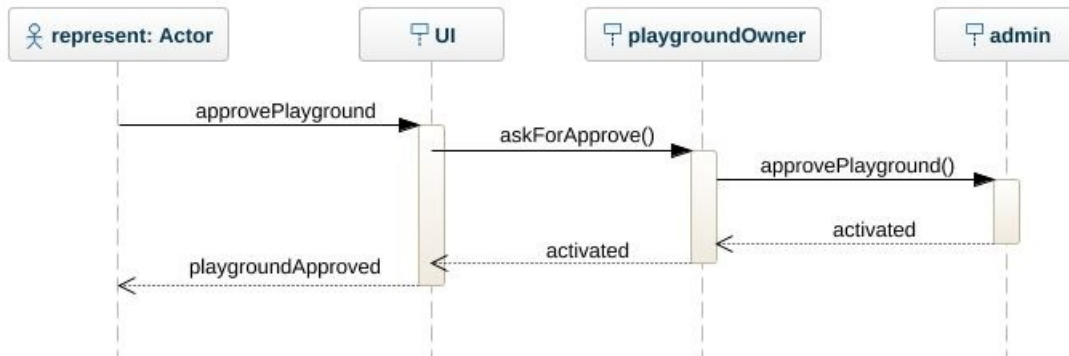 represent: Actor
UI
playgroundOwner
admin
approvePlayground
askForApprove()
approvePlayground()
activated
activated
playgroundApproved